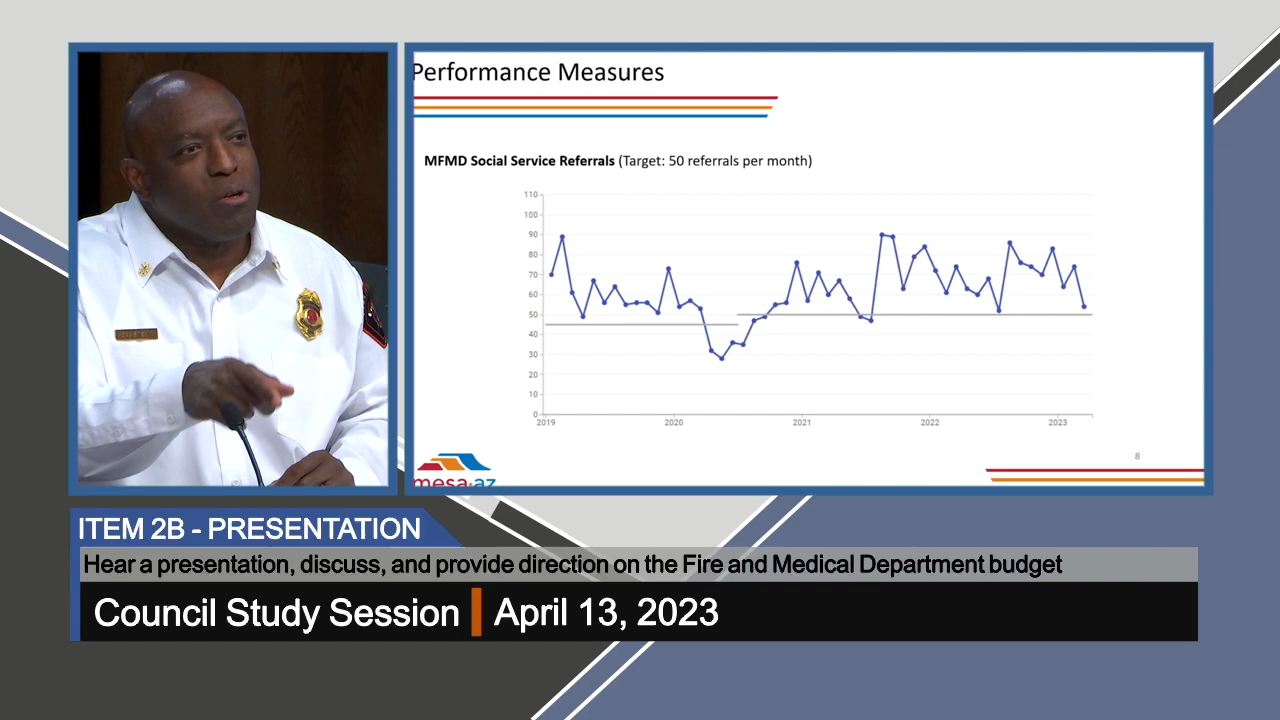 Performance Measures
MFMD Social Service Referrals (Target: 50 referrals per month)
110
100
90
80
70
60
50
40
30
20
10
0
2019
2020
2021
2022
2023
8
mesa·az
ITEM 2B - PRESENTATION
Hear a presentation, discuss, and provide direction on the Fire and Medical Department budget
Council Study Session
April 13, 2023